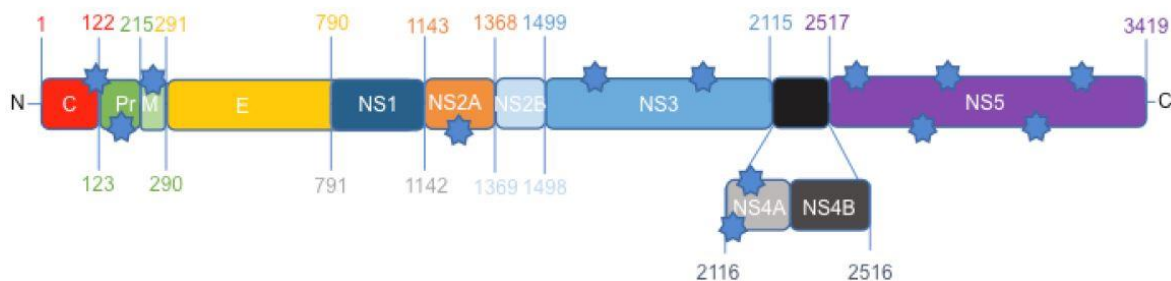 1 122 215 291 790 1143 1368 1499 2115 2517 3419
N C Pr M E NS1 NS2A NS2B NS3 NS5 C
123 290 791 1142 1369 1498
NS4A NS4B
2116 2516